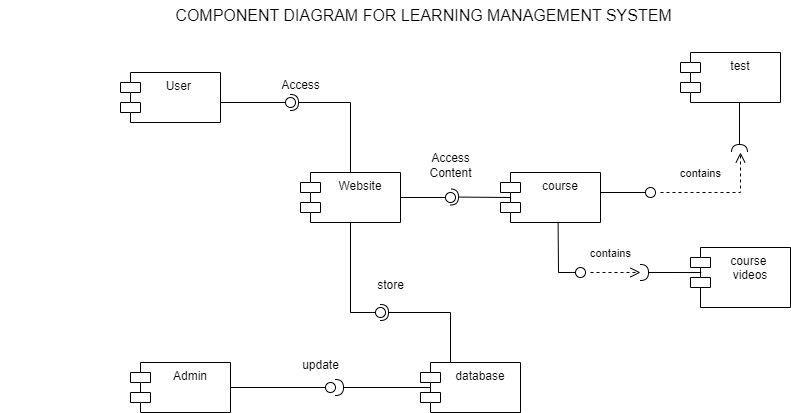 COMPONENT DIAGRAM FOR LEARNING MANAGEMENT SYSTEM
test
User
Access
Access
Content
contains
Website
course
contains
course
videos
store
update
Admin
database